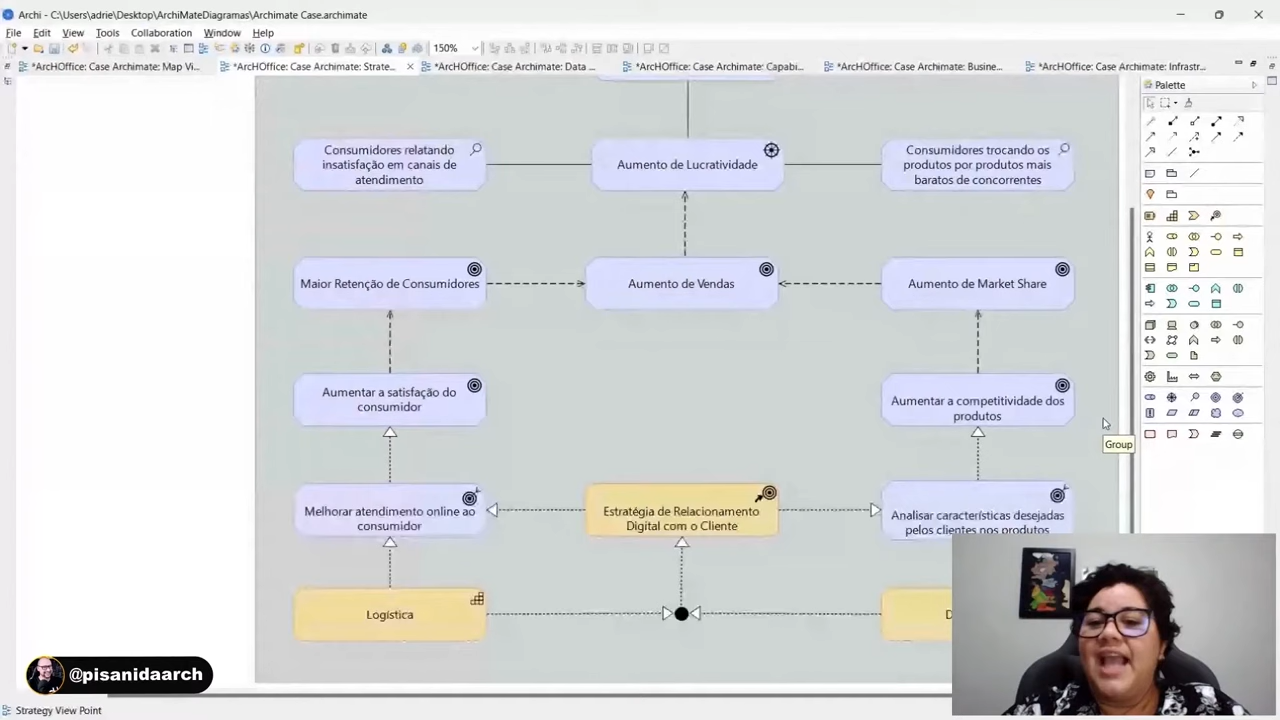 Archi - C:\Users\adrie\Desktop\ArchiMateDiagramas\Archimate Case.archimate
File Edit View Tools Collaboration Window Help
150%
*ArcHOffice: Case Archimate: Map Vi...
*ArcHOffice: Case Archimate: Strate...
*ArcHOffice: Case Archimate: Data ...
*ArcHOffice: Case Archimate: Capabi...
*ArcHOffice: Case Archimate: Busine...
*ArcHOffice: Case Archimate: Infrastr...
Palette
Consumidores relatando
insatisfação em canais de
atendimento
Aumento de Lucratividade
Consumidores trocando os
produtos por produtos mais
baratos de concorrentes
Maior Retenção de Consumidores
Aumento de Vendas
Aumento de Market Share
Aumentar a satisfação do
consumidor
Aumentar a competitividade dos
produtos
Group
Melhorar atendimento online ao
consumidor
Estratégia de Relacionamento
Digital com o Cliente
Analisar características desejadas
pelos clientes nos produtos
Logística
@pisanidaarch
Strategy View Point